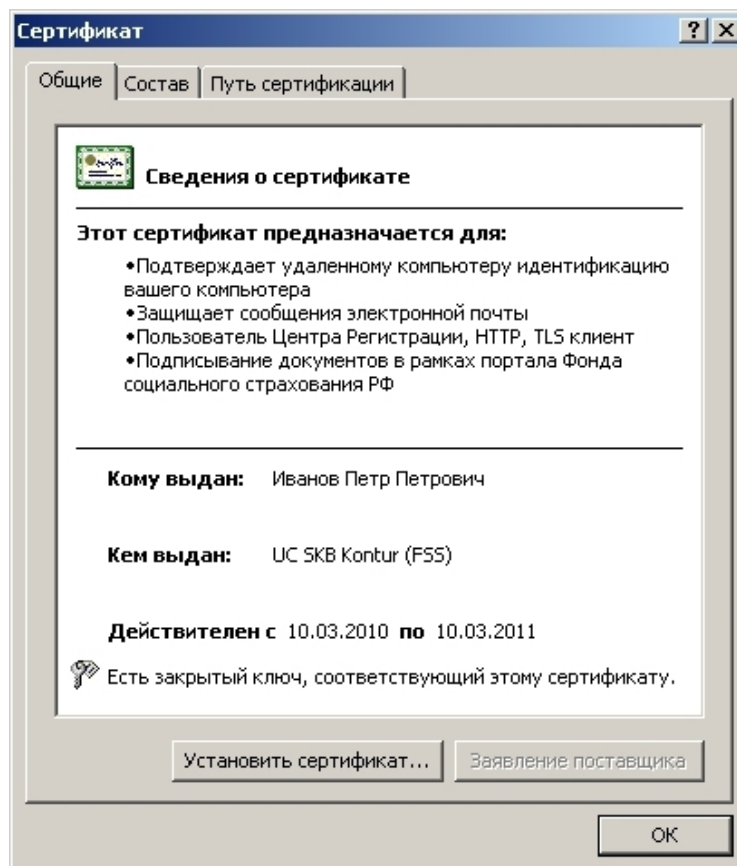 Сертификат
Общие Состав Путь сертификации
Сведения о сертификате
Этот сертификат предназначается для:
•Подтверждает удаленному компьютеру идентификацию
вашего компьютера
•Защищает сообщения электронной почты
•Пользователь Центра Регистрации, HTTP, TLS клиент
•Подписывание документов в рамках портала Фонда
социального страхования РФ
Кому выдан: Иванов Петр Петрович
Кем выдан: UC SKB Kontur (FSS)
Действителен с 10.03.2010 по 10.03.2011
Есть закрытый ключ, соответствующий этому сертификату.
Установить сертификат... Заявление поставщика
ОК